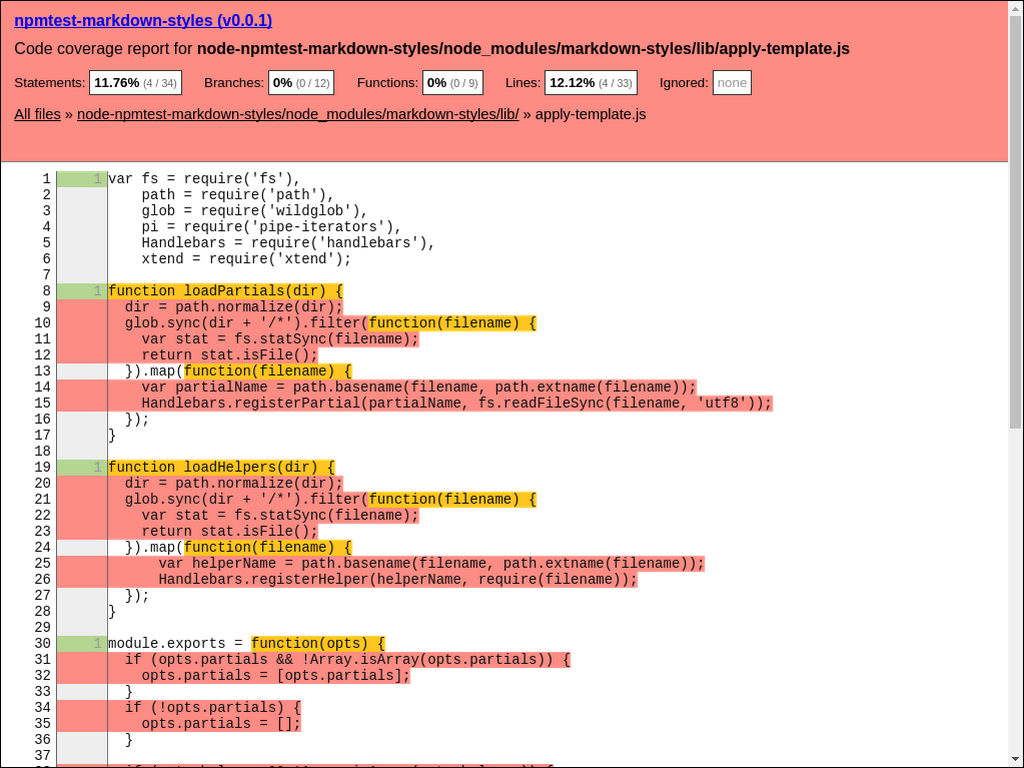 npmtest-markdown-styles (v0.0.1)
Code coverage report for node-npmtest-markdown-styles/node_modules/markdown-styles/lib/apply-template.js
Statements: 11.76% (4 / 34) Branches: 0% (0 / 12) Functions: 0% (0 / 9) Lines: 12.12% (4 / 33) Ignored: none
All files » node-npmtest-markdown-styles/node_modules/markdown-styles/lib/ » apply-template.js
1 1 var fs = require('fs'),
2     path = require('path'),
3     glob = require('wildglob'),
4     pi = require('pipe-iterators'),
5     Handlebars = require('handlebars'),
6     xtend = require('xtend');
7
8 1 function loadPartials(dir) {
9   dir = path.normalize(dir);
10   glob.sync(dir + '/*').filter(function(filename) {
11     var stat = fs.statSync(filename);
12     return stat.isFile();
13   }).map(function(filename) {
14     var partialName = path.basename(filename, path.extname(filename));
15     Handlebars.registerPartial(partialName, fs.readFileSync(filename, 'utf8'));
16   });
17 }
18
19 1 function loadHelpers(dir) {
20   dir = path.normalize(dir);
21   glob.sync(dir + '/*').filter(function(filename) {
22     var stat = fs.statSync(filename);
23     return stat.isFile();
24   }).map(function(filename) {
25       var helperName = path.basename(filename, path.extname(filename));
26       Handlebars.registerHelper(helperName, require(filename));
27   });
28 }
29
30 1 module.exports = function(opts) {
31   if (opts.partials && !Array.isArray(opts.partials)) {
32     opts.partials = [opts.partials];
33   }
34   if (!opts.partials) {
35     opts.partials = [];
36   }
37